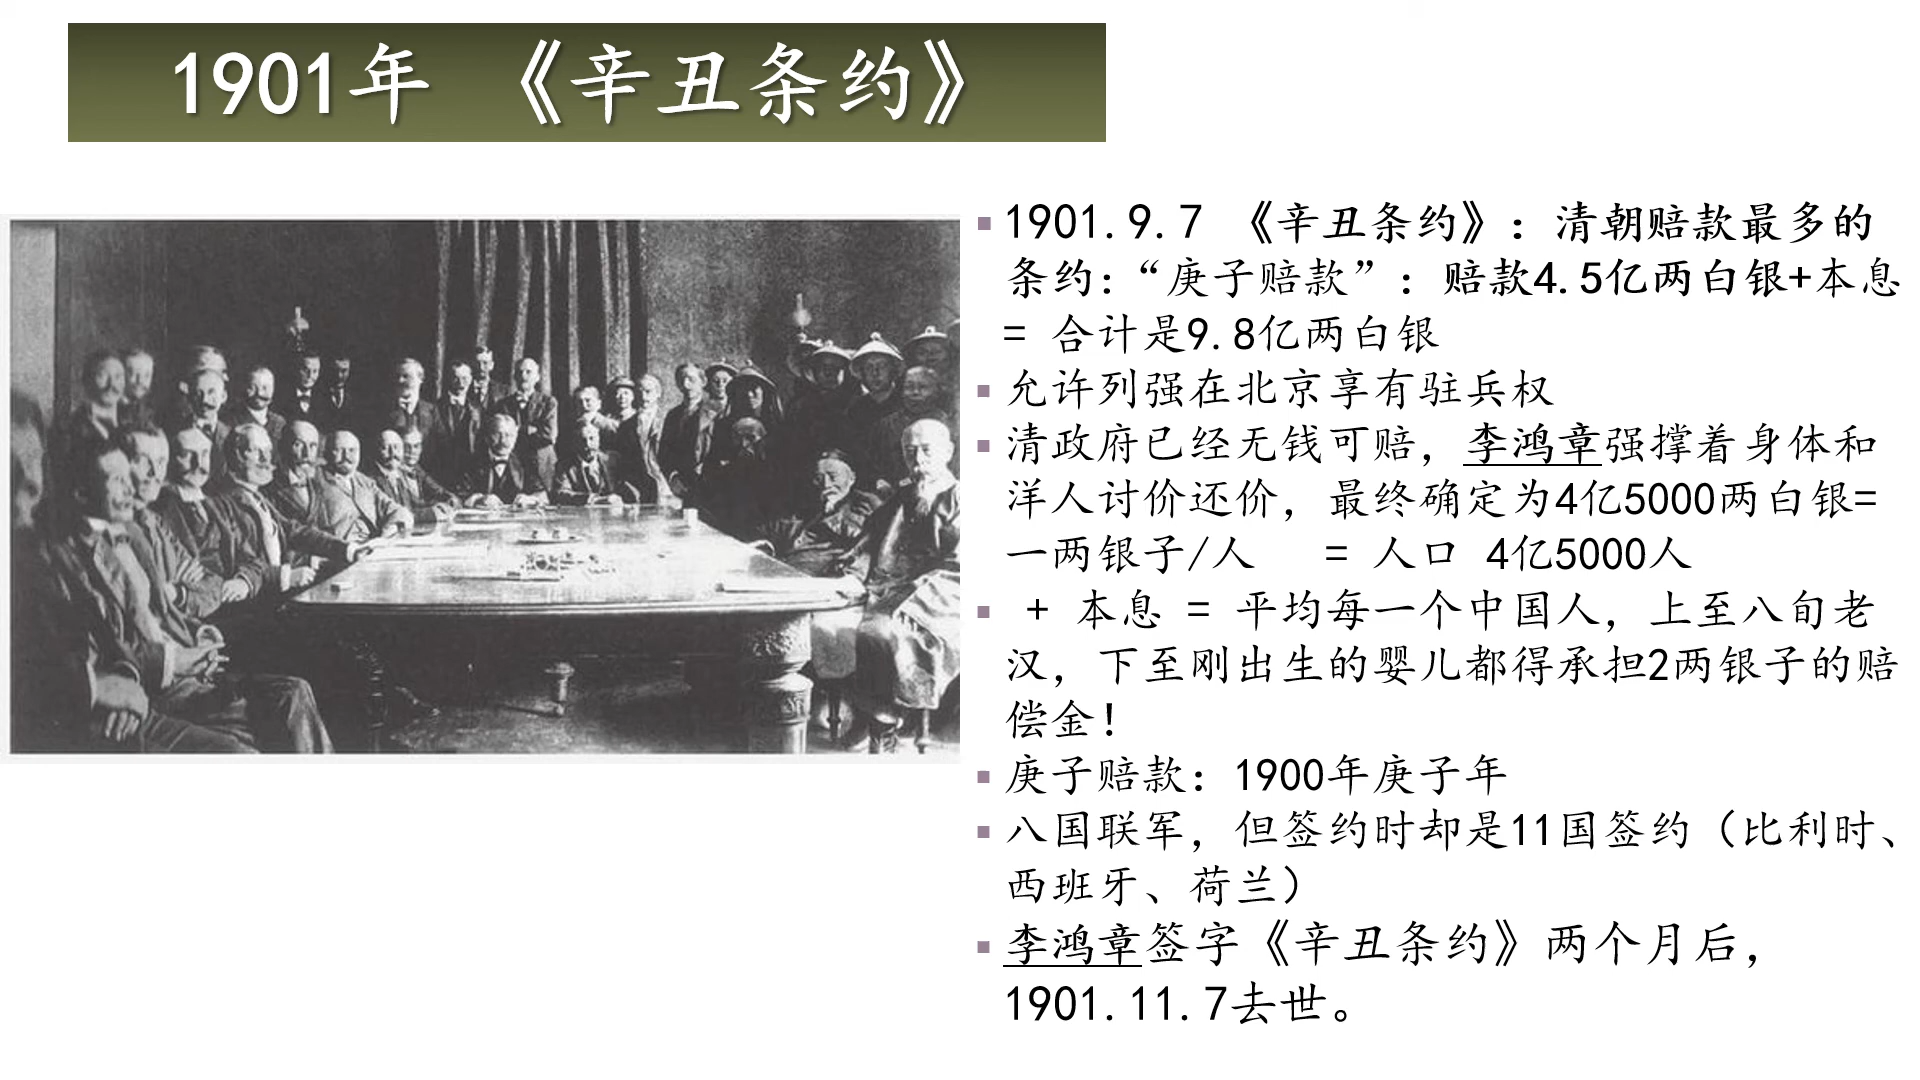 1901年 《辛丑条约》
1901.9.7 《辛丑条约》：清朝赔款最多的
条约：“庚子赔款”：赔款4.5亿两白银+本息
= 合计是9.8亿两白银
允许列强在北京享有驻兵权
清政府已经无钱可赔，李鸿章强撑着身体和
洋人讨价还价，最终确定为4亿5000两白银=
一两银子/人 = 人口 4亿5000人
+ 本息 = 平均每一个中国人，上至八旬老
汉，下至刚出生的婴儿都得承担2两银子的赔
偿金！
庚子赔款：1900年庚子年
八国联军，但签约时却是11国签约（比利时、
西班牙、荷兰）
李鸿章签字《辛丑条约》两个月后，
1901.11.7去世。